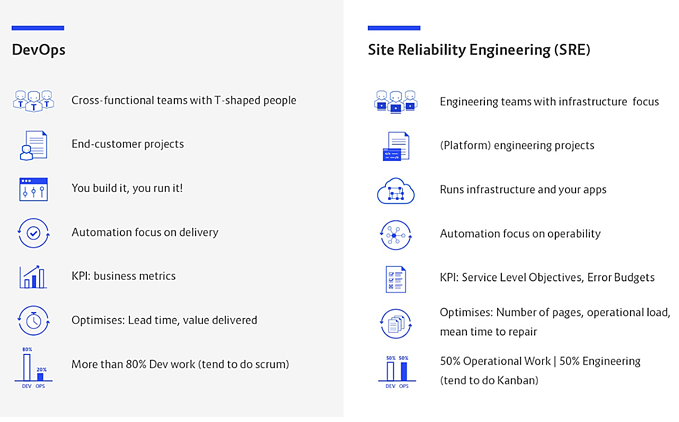 DevOps
T T T
Cross-functional teams with T-shaped people
End-customer projects
You build it, you run it!
Automation focus on delivery
KPI: business metrics
Optimises: Lead time, value delivered
80%
20%
DEV OPS
More than 80% Dev work (tend to do scrum)
Site Reliability Engineering (SRE)
Engineering teams with infrastructure focus
(Platform) engineering projects
Runs infrastructure and your apps
Automation focus on operability
KPI: Service Level Objectives, Error Budgets
Optimises: Number of pages, operational load,
mean time to repair
50% 50%
DEV OPS
50% Operational Work | 50% Engineering
(tend to do Kanban)